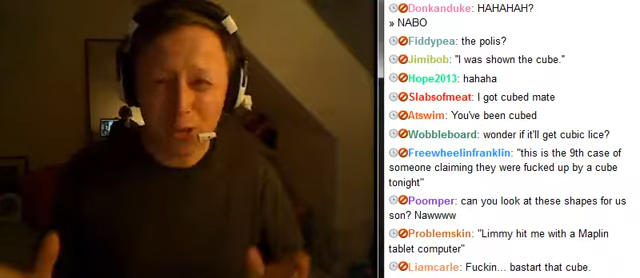 Donkanduke: HAHAHAH?
» NABO
Fiddypea: the polis?
Jimibob: "I was shown the cube."
Hope2013: hahaha
Slabsofmeat: I got cubed mate
Atswim: You've been cubed
Wobbleboard: wonder if it'll get cubic lice?
Freewheelinfranklin: "this is the 9th case of
someone claiming they were fucked up by a cube
tonight"
Poomper: can you look at these shapes for us
son? Nawwww
Problemskin: "Limmy hit me with a Maplin
tablet computer"
Liamcarle: Fuckin... bastart that cube.